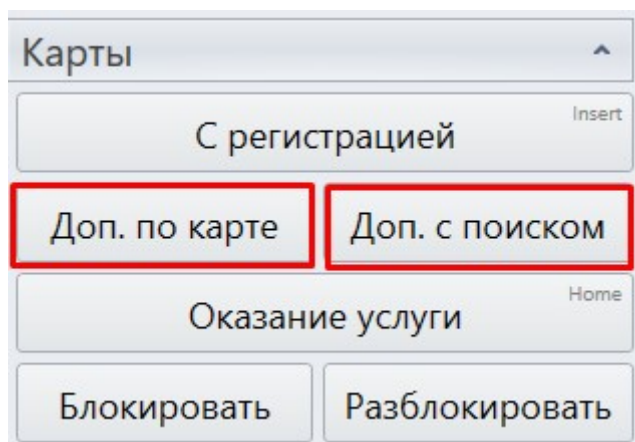 Карты
Insert
С регистрацией
Доп. по карте
Доп. с поиском
Home
Оказание услуги
Блокировать
Разблокировать